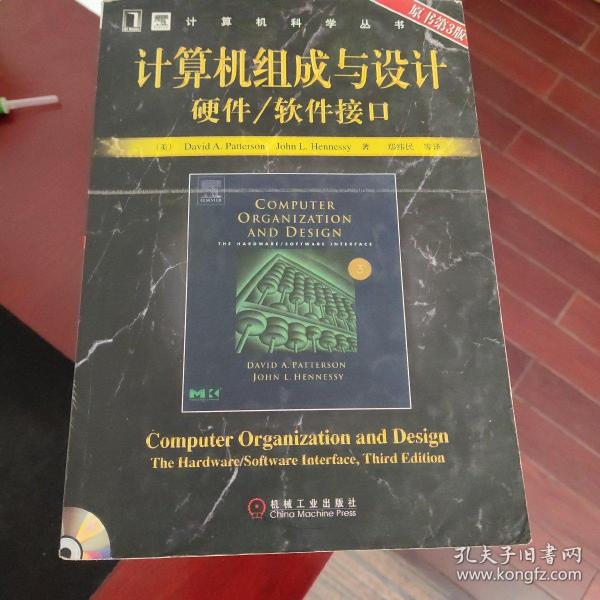 计算机科学丛书
原书第3版
计算机组成与设计
硬件/软件接口
(美) David A. Patterson John L. Hennessy 著 郑纬民 等译
ELSEVIER
COMPUTER
ORGANIZATION
AND DESIGN
THE HARDWARE/SOFTWARE INTERFACE
3
DAVID A. PATTERSON
JOHN L. HENNESSY
MK
Computer Organization and Design
The Hardware/Software Interface, Third Edition
机械工业出版社
China Machine Press
孔夫子旧书网
www.kongfz.com